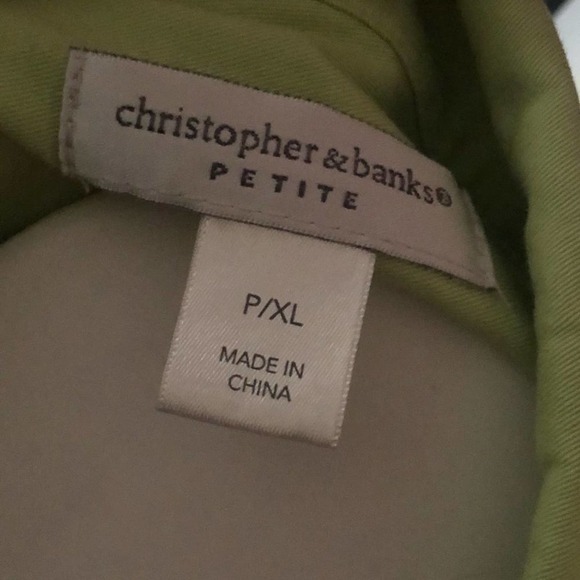 christopher & banks®
PETITE
P/XL
MADE IN
CHINA